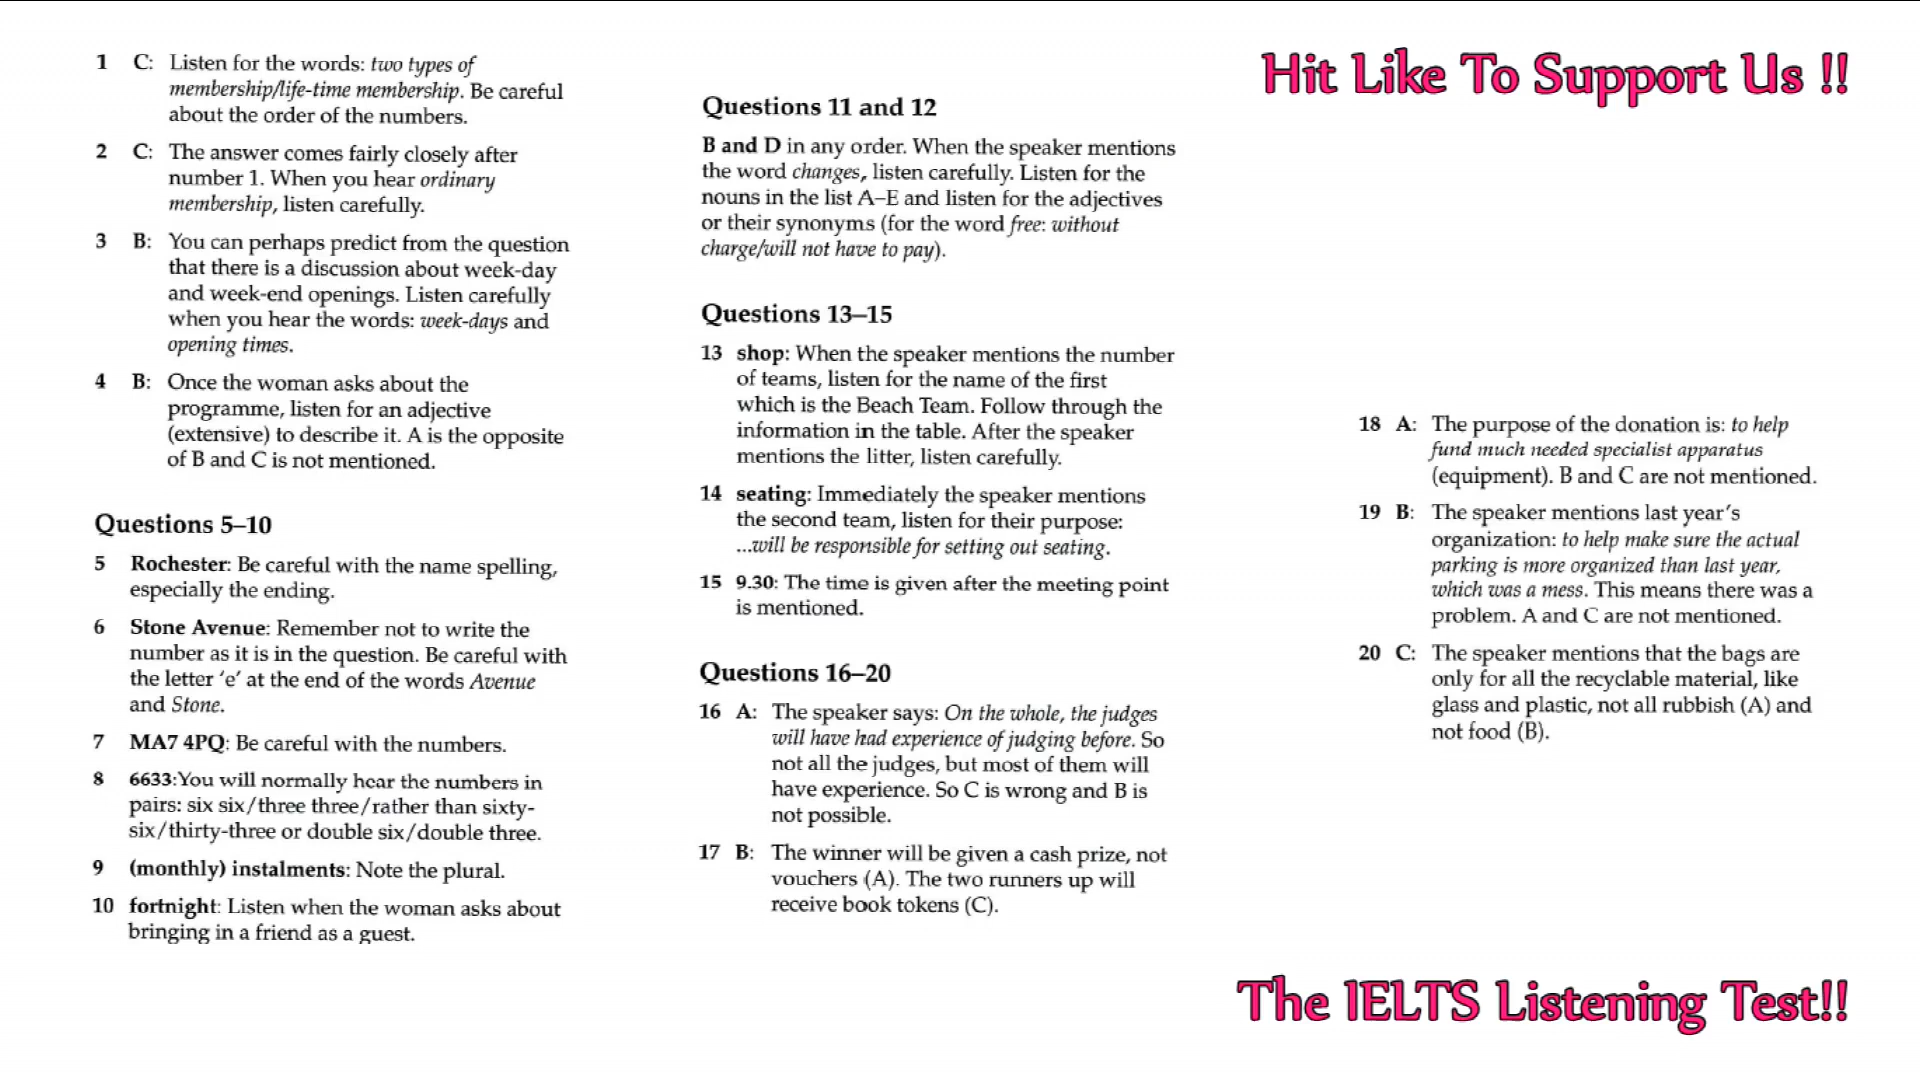 1 C: Listen for the words: two types of
membership/life-time membership. Be careful
about the order of the numbers.
2 C: The answer comes fairly closely after
number 1. When you hear ordinary
membership, listen carefully.
3 B: You can perhaps predict from the question
that there is a discussion about week-day
and week-end openings. Listen carefully
when you hear the words: week-days and
opening times.
4 B: Once the woman asks about the
programme, listen for an adjective
(extensive) to describe it. A is the opposite
of B and C is not mentioned.
Questions 5–10
5 Rochester: Be careful with the name spelling,
especially the ending.
6 Stone Avenue: Remember not to write the
number as it is in the question. Be careful with
the letter ‘e’ at the end of the words Avenue
and Stone.
7 MA7 4PQ: Be careful with the numbers.
8 6633:You will normally hear the numbers in
pairs: six six/three three/rather than sixty-
six/thirty-three or double six/double three.
9 (monthly) instalments: Note the plural.
10 fortnight: Listen when the woman asks about
bringing in a friend as a guest.
Questions 11 and 12
B and D in any order. When the speaker mentions
the word changes, listen carefully. Listen for the
nouns in the list A–E and listen for the adjectives
or their synonyms (for the word free: without
charge/will not have to pay).
Questions 13–15
13 shop: When the speaker mentions the number
of teams, listen for the name of the first
which is the Beach Team. Follow through the
information in the table. After the speaker
mentions the litter, listen carefully.
14 seating: Immediately the speaker mentions
the second team, listen for their purpose:
...will be responsible for setting out seating.
15 9.30: The time is given after the meeting point
is mentioned.
Questions 16–20
16 A: The speaker says: On the whole, the judges
will have had experience of judging before. So
not all the judges, but most of them will
have experience. So C is wrong and B is
not possible.
17 B: The winner will be given a cash prize, not
vouchers (A). The two runners up will
receive book tokens (C).
Hit Like To Support Us !!
18 A: The purpose of the donation is: to help
fund much needed specialist apparatus
(equipment). B and C are not mentioned.
19 B: The speaker mentions last year’s
organization: to help make sure the actual
parking is more organized than last year,
which was a mess. This means there was a
problem. A and C are not mentioned.
20 C: The speaker mentions that the bags are
only for all the recyclable material, like
glass and plastic, not all rubbish (A) and
not food (B).
The IELTS Listening Test!!